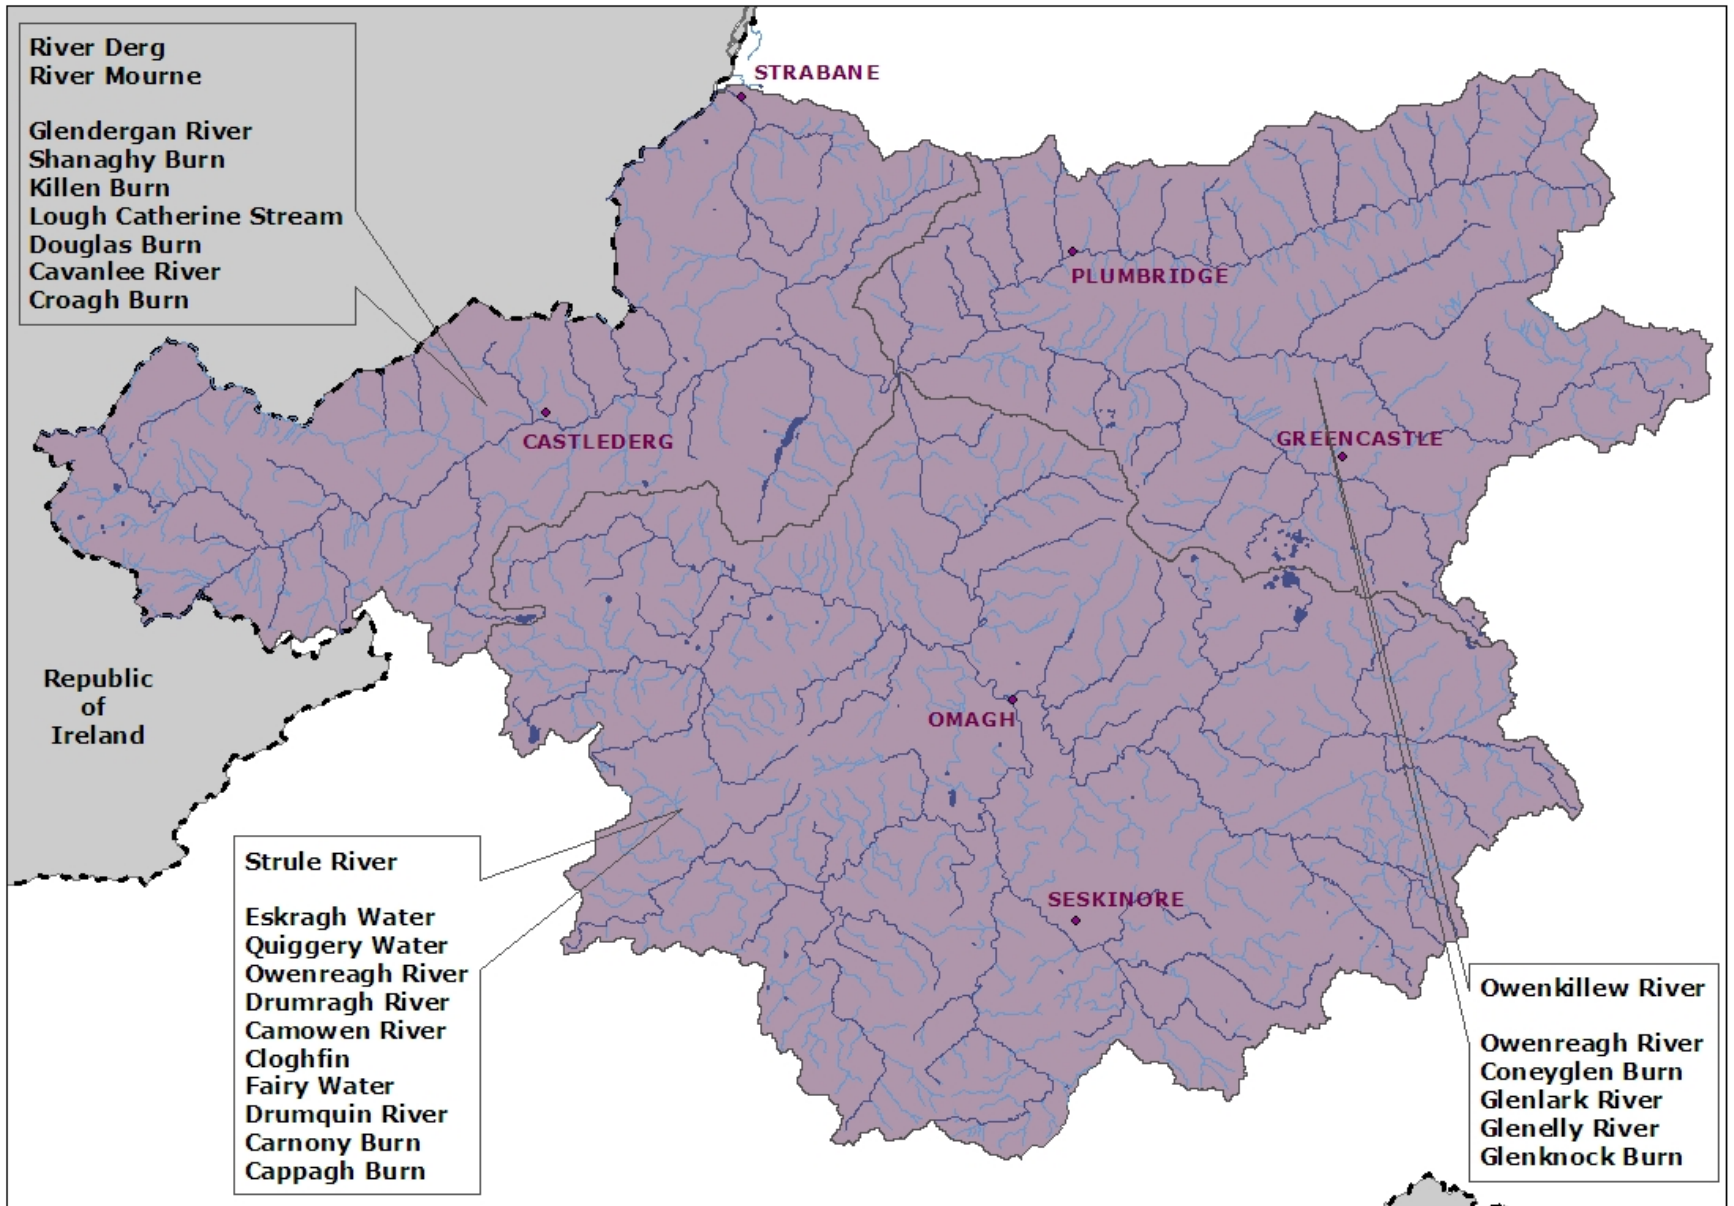 River Derg
River Mourne
Glendergan River
Shanaghy Burn
Killen Burn
Lough Catherine Stream
Douglas Burn
Cavanlee River
Croagh Burn
STRABANE
PLUMBRIDGE
CASTLEDERG
GREENCASTLE
Republic
of
Ireland
OMAGH
SESKINORE
Strule River
Eskragh Water
Quiggery Water
Owenreagh River
Drumragh River
Camowen River
Cloghfin
Fairy Water
Drumquin River
Carnony Burn
Cappagh Burn
Owenkillew River
Owenreagh River
Coneyglen Burn
Glenlark River
Glenelly River
Glenknock Burn